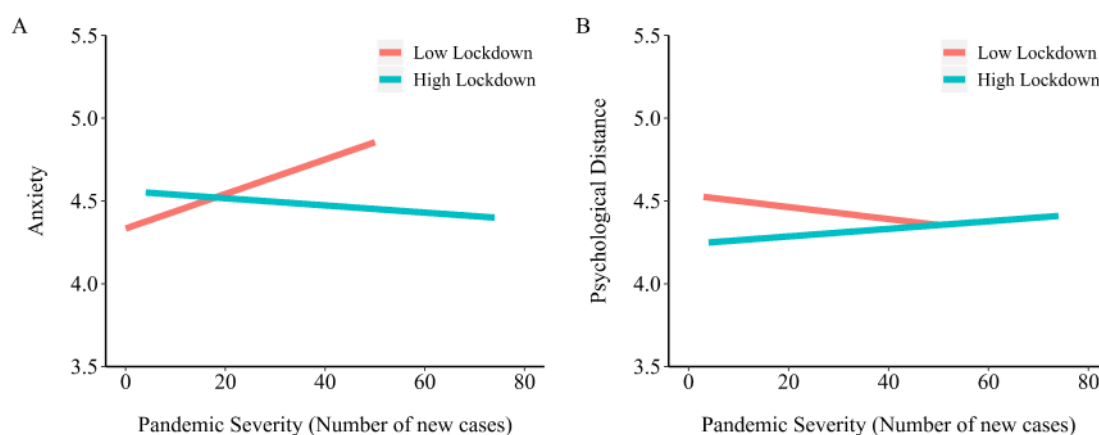 A
Anxiety
5.5
5.0
4.5
4.0
3.5
0 20 40 60 80
Pandemic Severity (Number of new cases)
Low Lockdown
High Lockdown
B
Psychological Distance
5.5
5.0
4.5
4.0
3.5
0 20 40 60 80
Pandemic Severity (Number of new cases)
Low Lockdown
High Lockdown